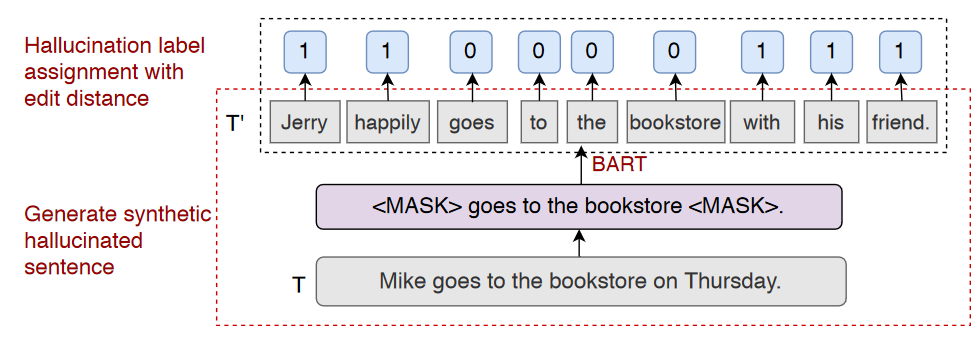 Hallucination label
assignment with
edit distance
1 1 0 0 0 0 1 1 1
T' Jerry happily goes to the bookstore with his friend.
BART
<MASK> goes to the bookstore <MASK>.
Generate synthetic
hallucinated
sentence
T Mike goes to the bookstore on Thursday.